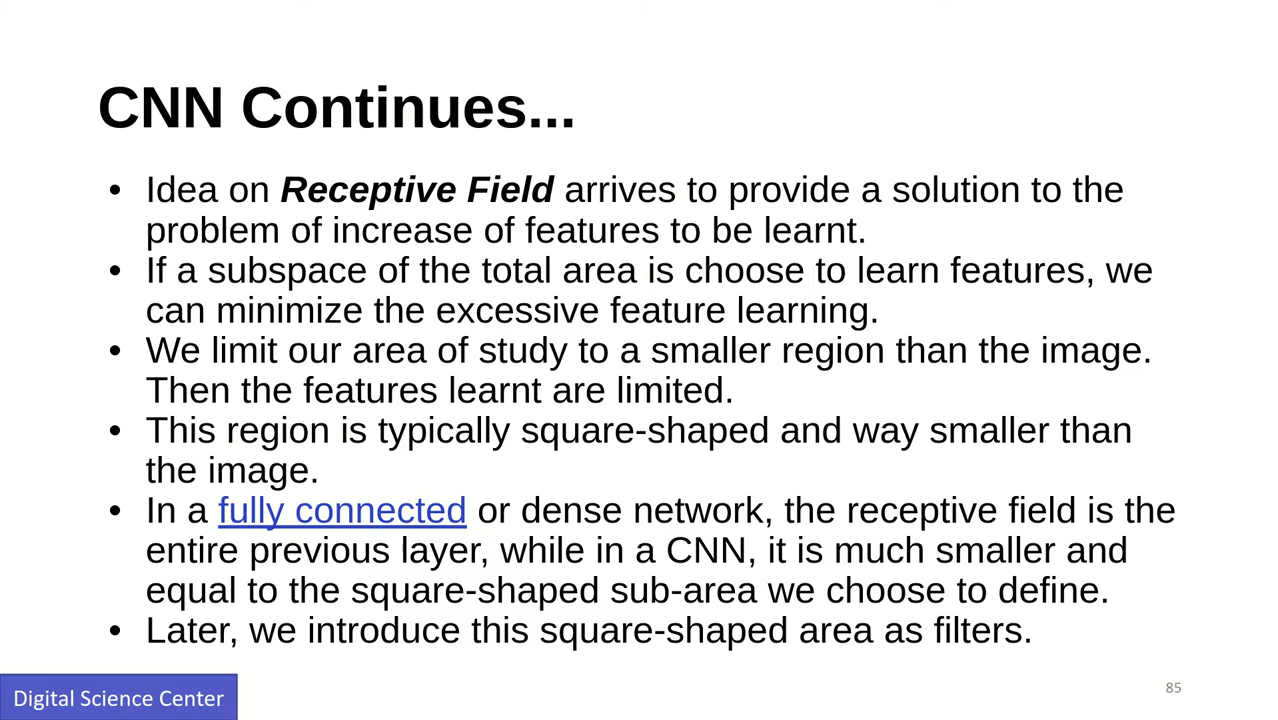 CNN Continues...
• Idea on Receptive Field arrives to provide a solution to the
problem of increase of features to be learnt.
• If a subspace of the total area is choose to learn features, we
can minimize the excessive feature learning.
• We limit our area of study to a smaller region than the image.
Then the features learnt are limited.
• This region is typically square-shaped and way smaller than
the image.
• In a fully connected or dense network, the receptive field is the
entire previous layer, while in a CNN, it is much smaller and
equal to the square-shaped sub-area we choose to define.
• Later, we introduce this square-shaped area as filters.
Digital Science Center
85